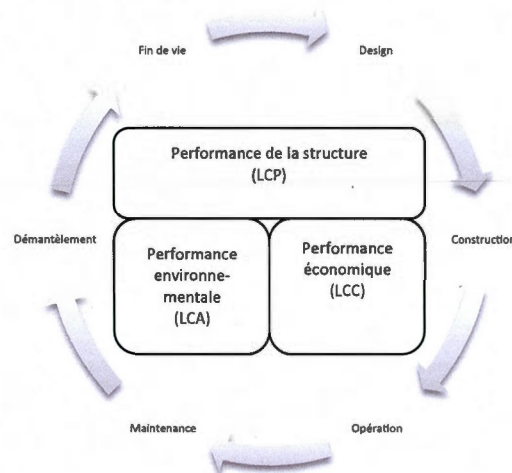 Fin de vie
Design
Performance de la structure
(LCP)
Démantèlement
Performance
environne-
mentale
(LCA)
Performance
économique
(LCC)
Construction
Maintenance
Opération